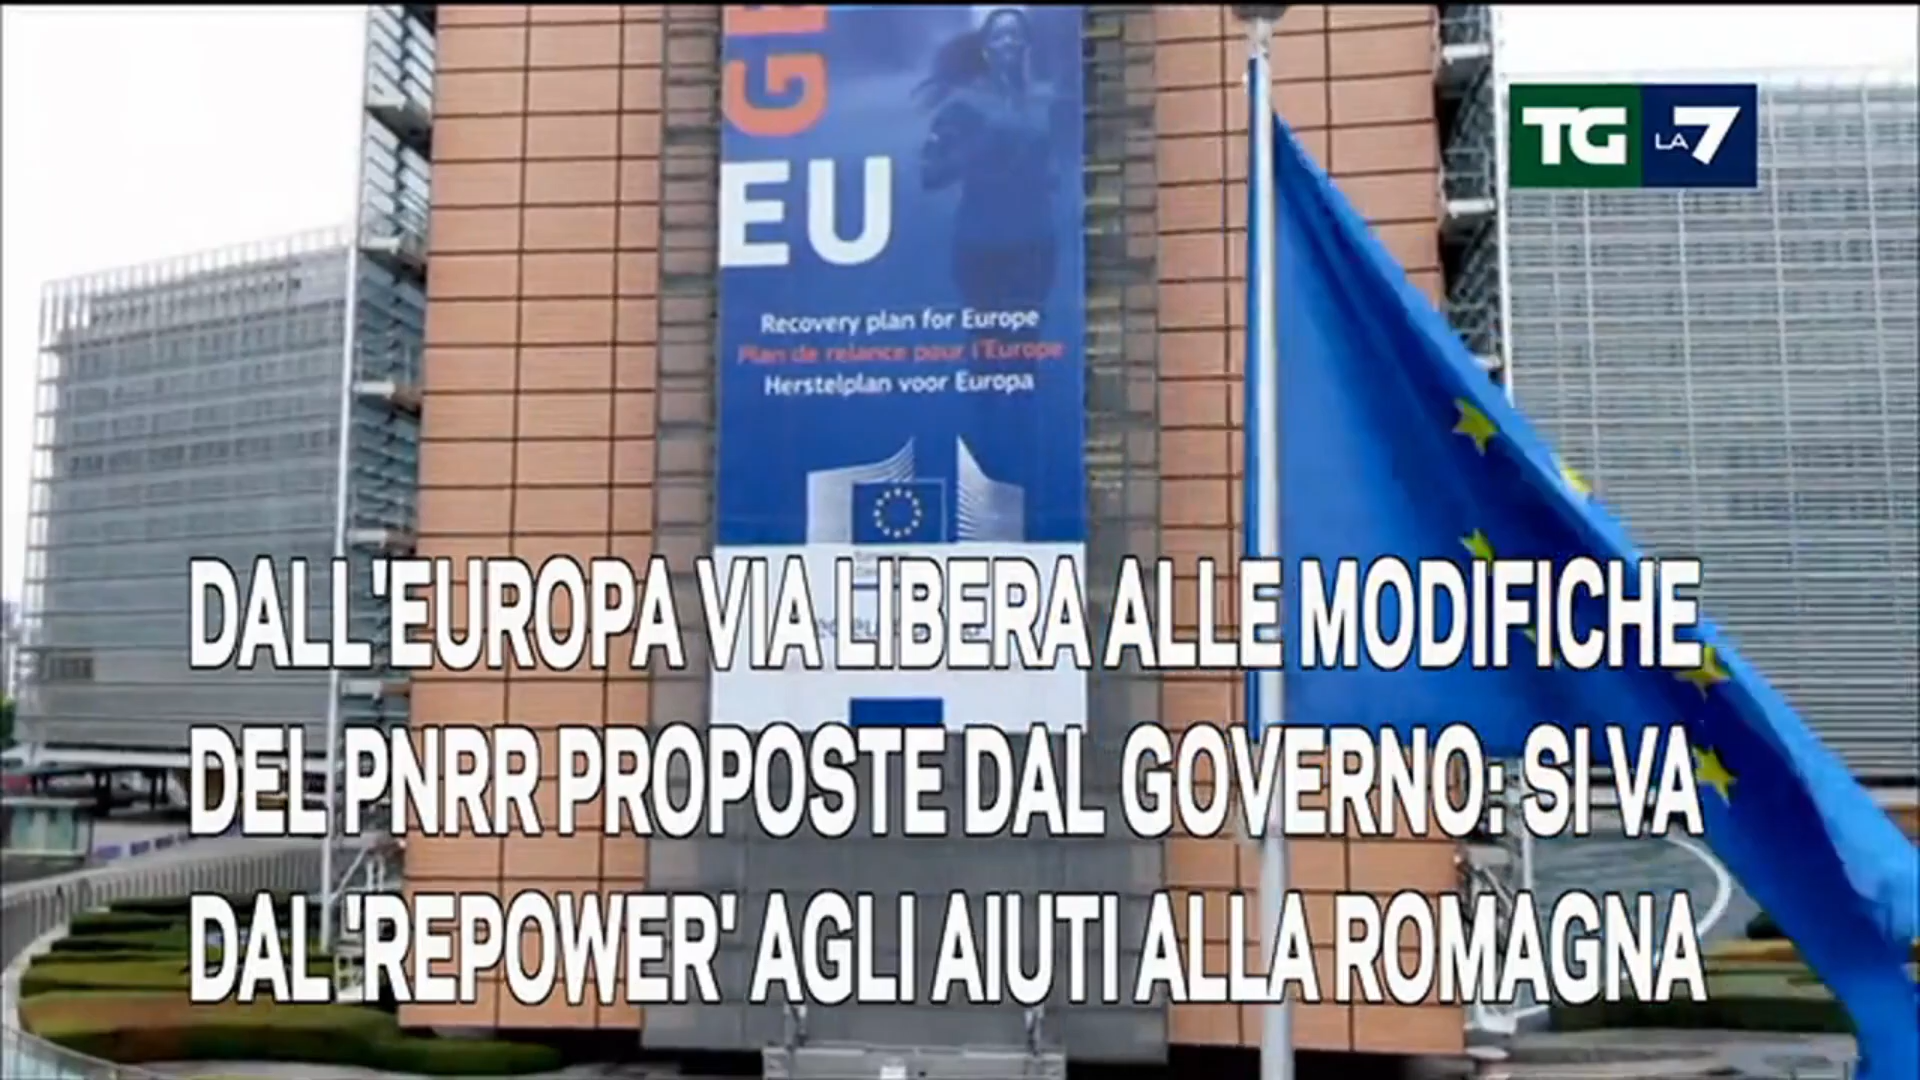 EU
Recovery plan for Europe
Plan de relance pour l'Europe
Herstelplan voor Europa
TG LA7
DALL'EUROPA VIA LIBERA ALLE MODIFICHE
DEL PNRR PROPOSTE DAL GOVERNO: SI VA
DAL 'REPOWER' AGLI AIUTI ALLA ROMAGNA